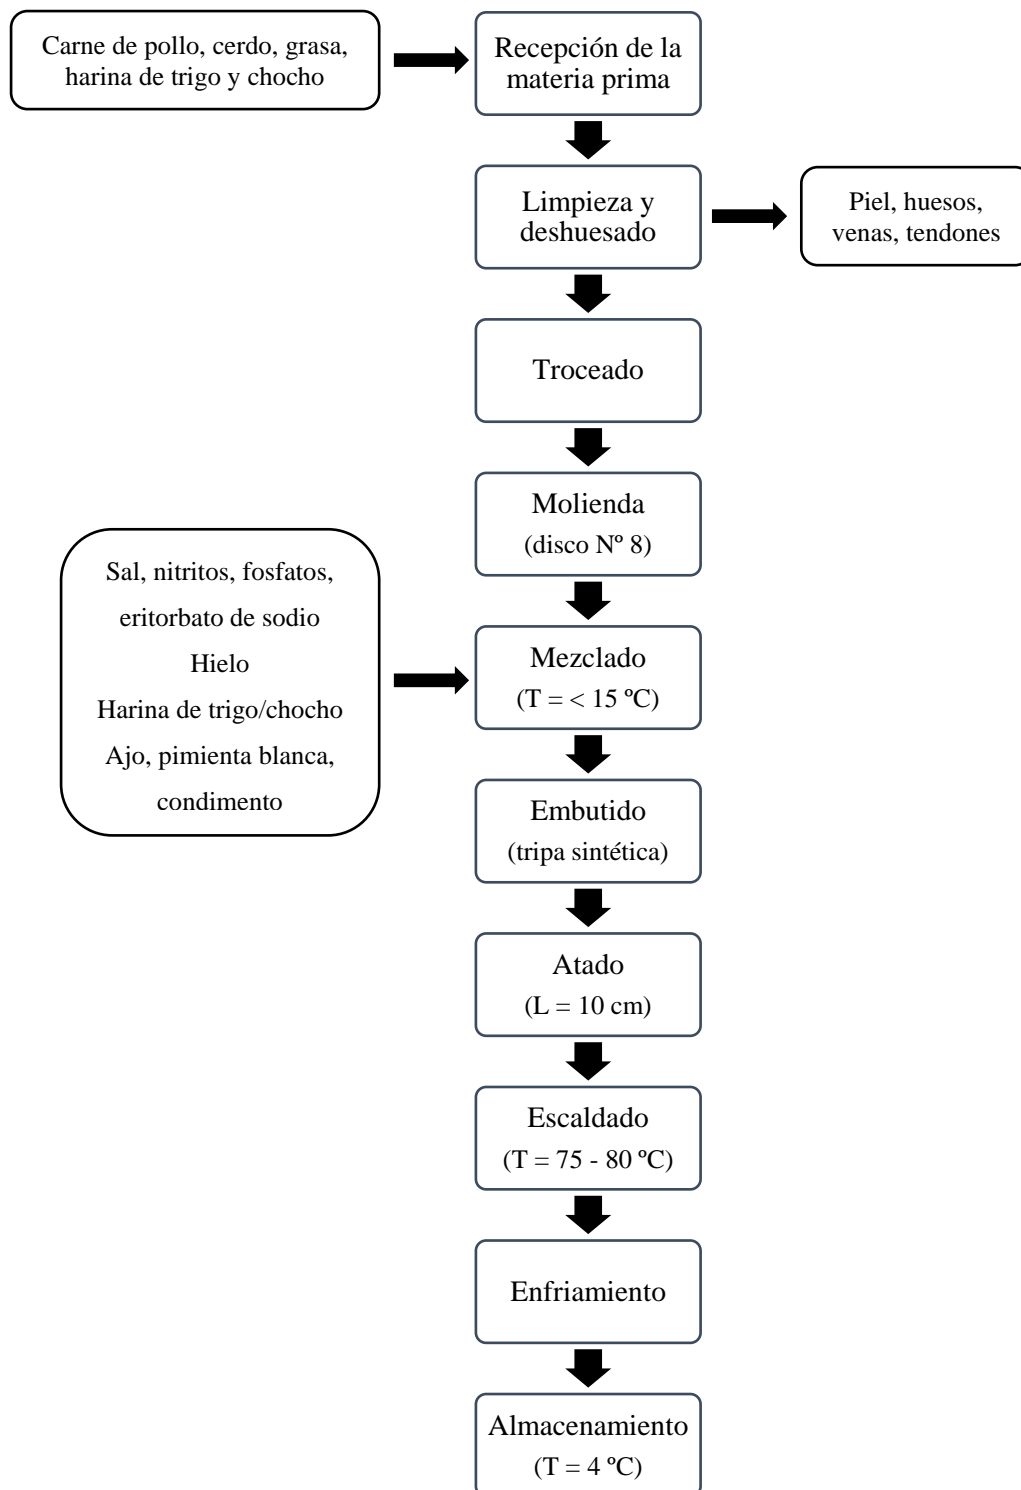 Carne de pollo, cerdo, grasa,
harina de trigo y chocho
Recepción de la
materia prima
Limpieza y
deshuesado
Piel, huesos,
venas, tendones
Troceado
Molienda
(disco Nº 8)
Sal, nitritos, fosfatos,
eritorbato de sodio
Hielo
Harina de trigo/chocho
Ajo, pimienta blanca,
condimento
Mezclado
(T = < 15 ºC)
Embutido
(tripa sintética)
Atado
(L = 10 cm)
Escaldado
(T = 75 - 80 ºC)
Enfriamiento
Almacenamiento
(T = 4 ºC)